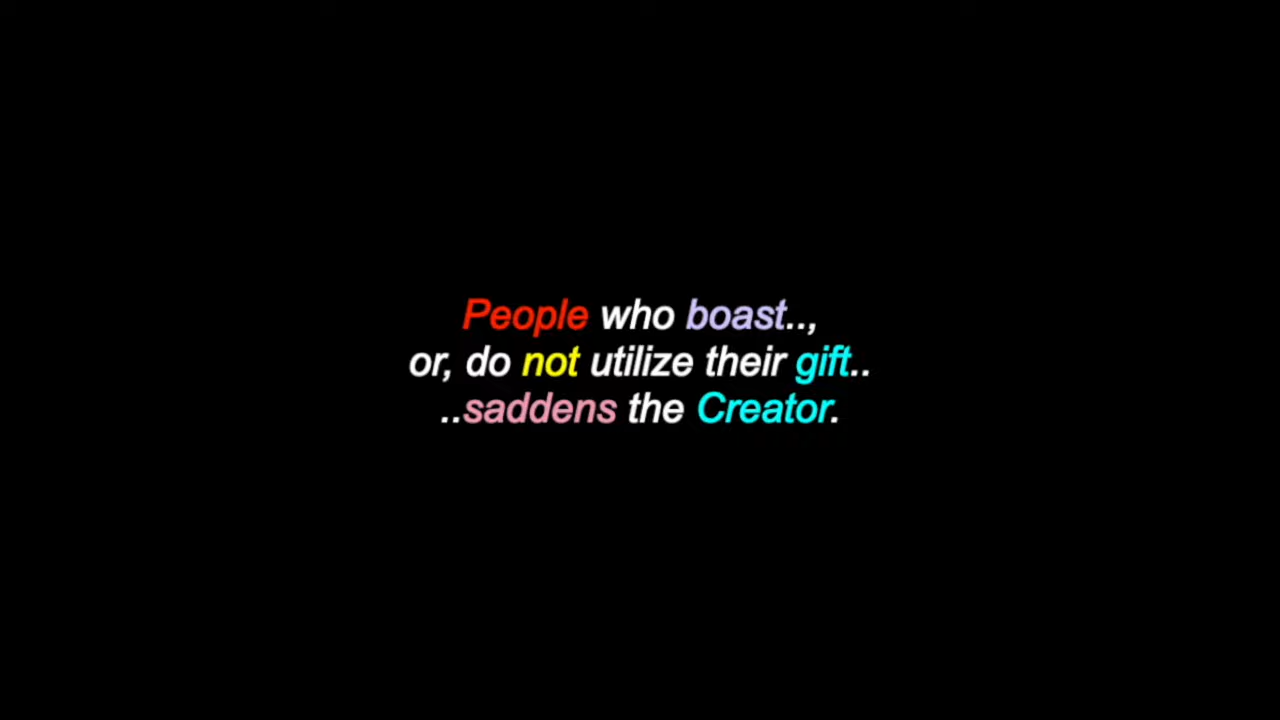 People who boast..,
or, do not utilize their gift..
..saddens the Creator.